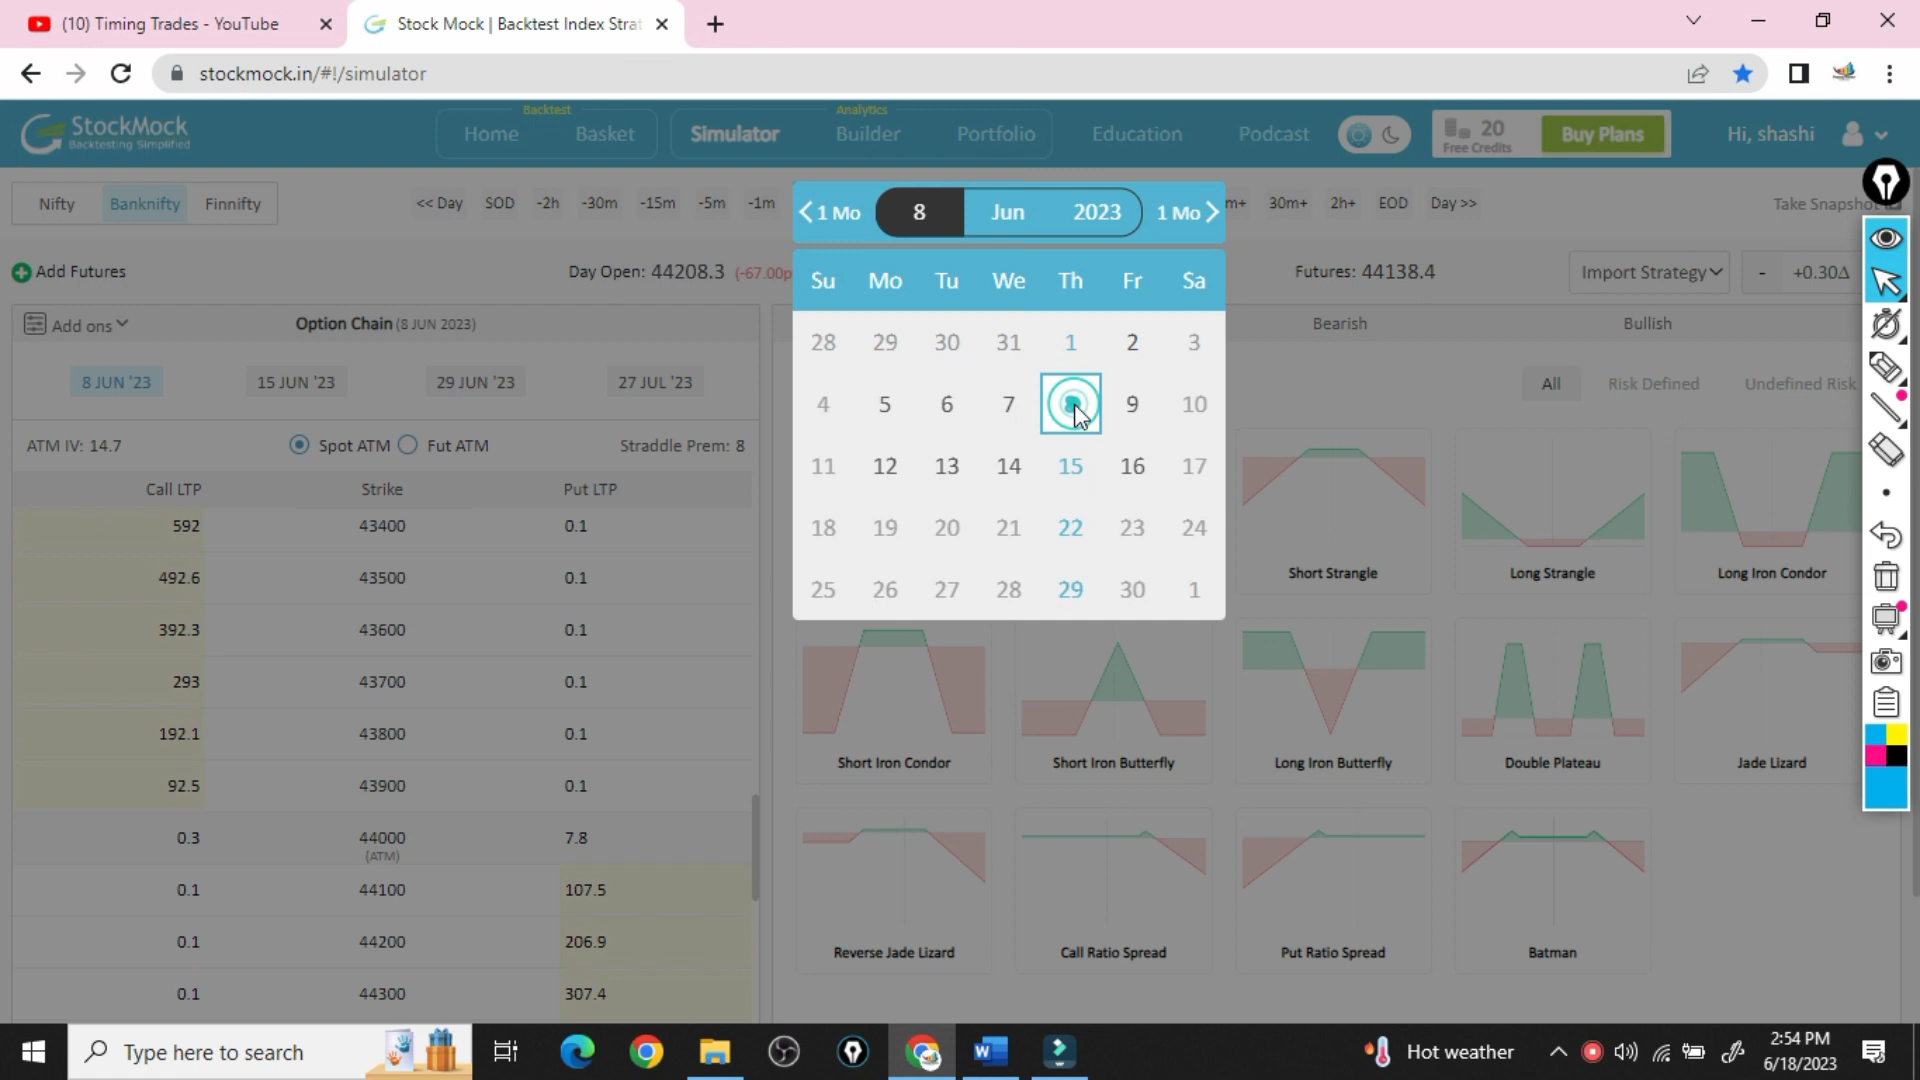 (10) Timing Trades - YouTube
Stock Mock | Backtest Index Strat
stockmock.in/#!/simulator
StockMock
Backtesting Simplified
Backtest
Home
Basket
Simulator
Analytics
Builder
Portfolio
Education
Podcast
20
Free Credits
Buy Plans
Hi, shashi
Nifty
Banknifty
Finnifty
<< Day
SOD
-2h
-30m
-15m
-5m
-1m
1 Mo
8
Jun
2023
1 Mo
m+
30m+
2h+
EOD
Day >>
Take Snapshot
Add Futures
Day Open: 44208.3 (-67.00p
Futures: 44138.4
Import Strategy
-
+0.30Δ
Su Mo Tu We Th Fr Sa
28 29 30 31 1 2 3
4 5 6 7 8 9 10
11 12 13 14 15 16 17
18 19 20 21 22 23 24
25 26 27 28 29 30 1
Add ons
Option Chain (8 JUN 2023)
Bearish
Bullish
8 JUN '23
15 JUN '23
29 JUN '23
27 JUL '23
All
Risk Defined
Undefined Risk
ATM IV: 14.7
Spot ATM
Fut ATM
Straddle Prem: 8
Call LTP Strike Put LTP
592 43400 0.1
492.6 43500 0.1
392.3 43600 0.1
293 43700 0.1
192.1 43800 0.1
92.5 43900 0.1
0.3 44000 7.8
(ATM)
0.1 44100 107.5
0.1 44200 206.9
0.1 44300 307.4
Short Strangle
Long Strangle
Long Iron Condor
Short Iron Condor
Short Iron Butterfly
Long Iron Butterfly
Double Plateau
Jade Lizard
Reverse Jade Lizard
Call Ratio Spread
Put Ratio Spread
Batman
Type here to search
Hot weather
2:54 PM
6/18/2023